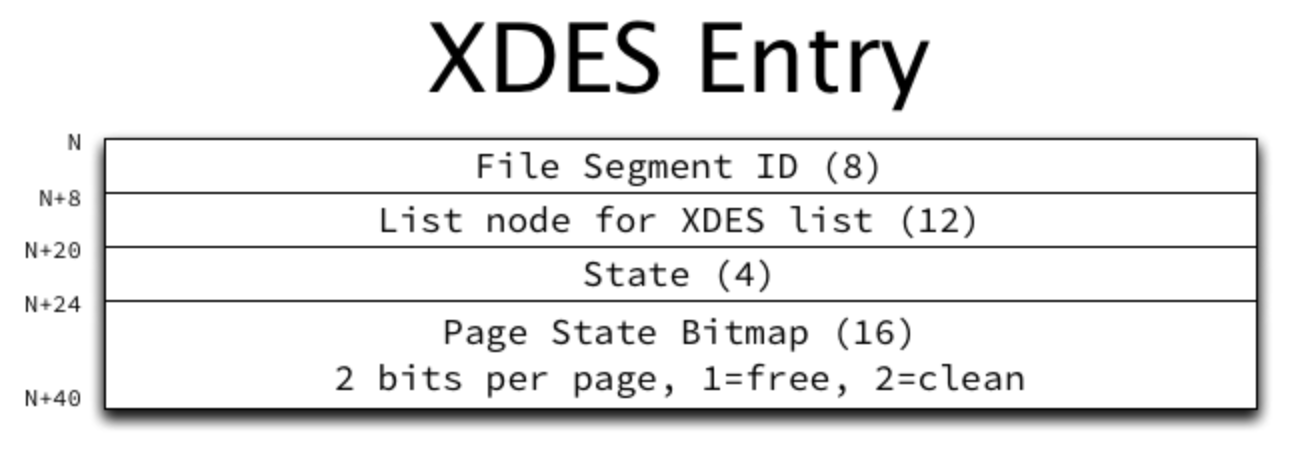 XDES Entry
N
File Segment ID (8)
N+8
List node for XDES list (12)
N+20
State (4)
N+24
Page State Bitmap (16)
2 bits per page, 1=free, 2=clean
N+40